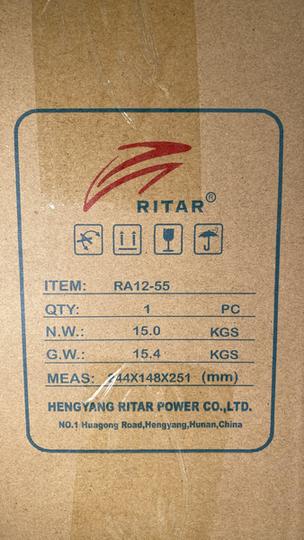 RITAR®
ITEM: RA12-55
QTY: 1 PC
N.W.: 15.0 KGS
G.W.: 15.4 KGS
MEAS: 244X148X251 (mm)
HENGYANG RITAR POWER CO.,LTD.
NO.1 Huagong Road,Hengyang,Hunan,China